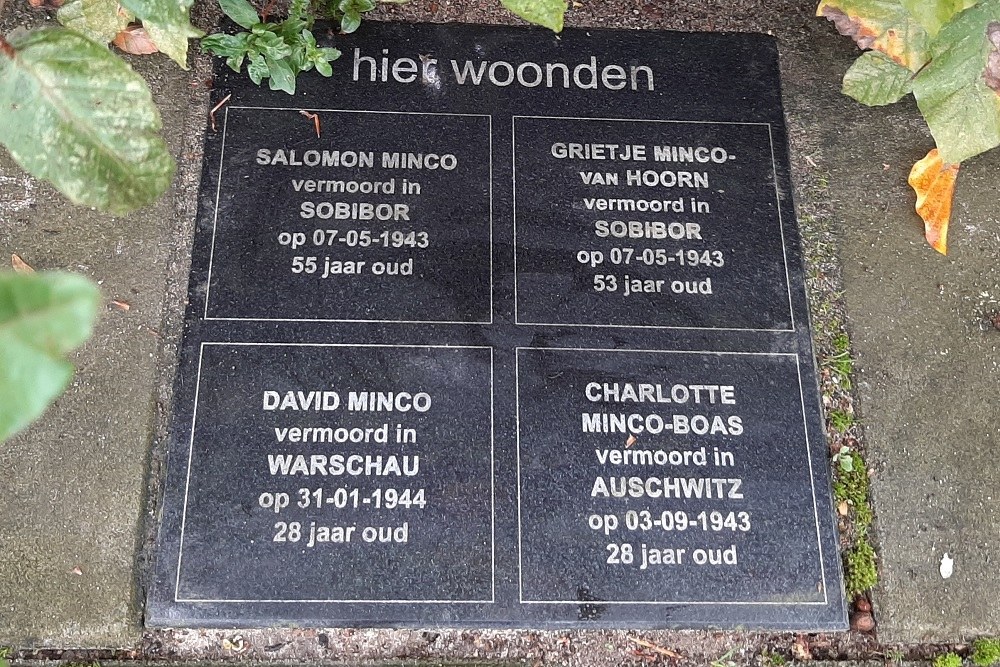 hier woonden
SALOMON MINCO
vermoord in
SOBIBOR
op 07-05-1943
55 jaar oud
GRIETJE MINCO-
VAN HOORN
vermoord in
SOBIBOR
op 07-05-1943
53 jaar oud
DAVID MINCO
vermoord in
WARSCHAU
op 31-01-1944
28 jaar oud
CHARLOTTE
MINCO-BOAS
vermoord in
AUSCHWITZ
op 03-09-1943
28 jaar oud